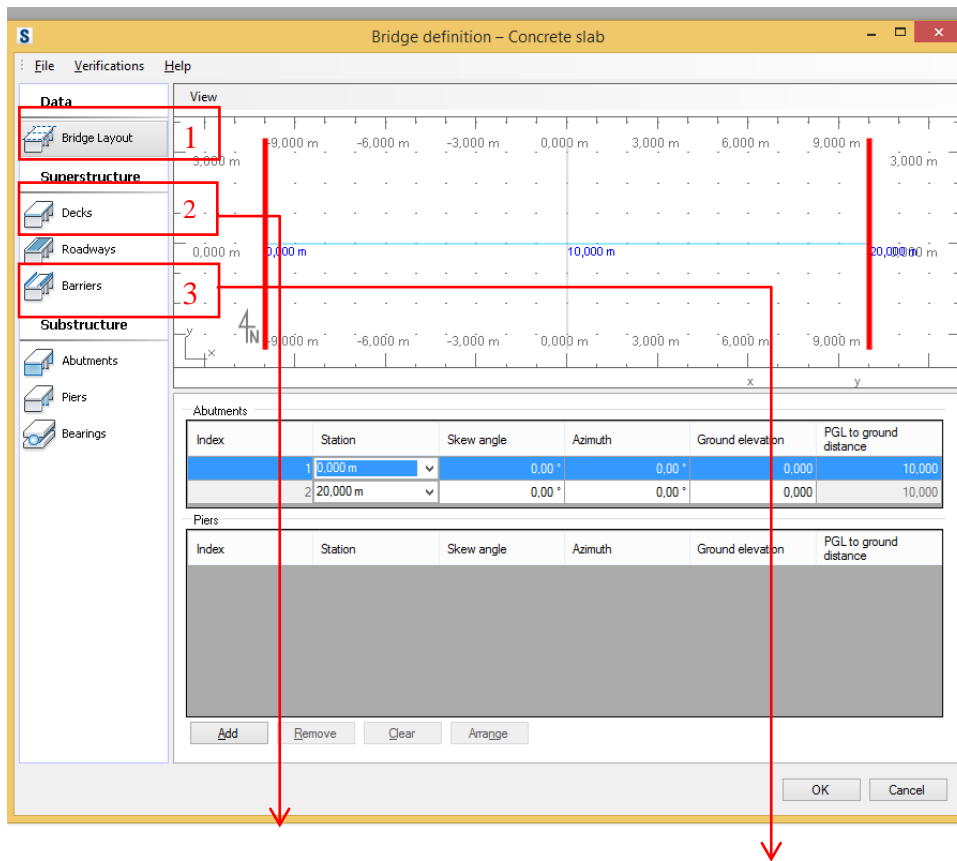 S
Bridge definition – Concrete slab
File Verifications Help
Data
1
Bridge Layout
Superstructure
2
Decks
Roadways
3
Barriers
Substructure
Abutments
Piers
Bearings
View
-9,000 m -6,000 m -3,000 m 0,000 m 3,000 m 6,000 m 9,000 m
3,000 m 3,000 m
0,000 m 0,000 m 10,000 m 20,000 m
y N
-9,000 m -6,000 m -3,000 m 0,000 m 3,000 m 6,000 m 9,000 m
x
x y
Abutments
Index Station Skew angle Azimuth Ground elevation PGL to ground
distance
1 0,000 m 0,00 ° 0,00 ° 0,000 10,000
2 20,000 m 0,00 ° 0,00 ° 0,000 10,000
Piers
Index Station Skew angle Azimuth Ground elevation PGL to ground
distance
Add Remove Clear Arrange
OK Cancel